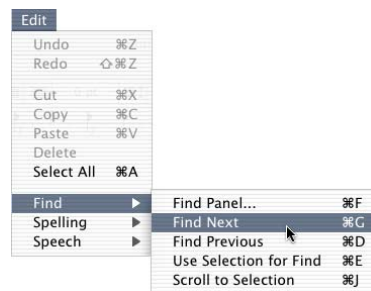 Edit
Undo ⌘Z
Redo ⇧⌘Z
Cut ⌘X
Copy ⌘C
Paste ⌘V
Delete
Select All ⌘A
Find ▶
Spelling ▶
Speech ▶
Find Panel... ⌘F
Find Next ⌘G
Find Previous ⌘D
Use Selection for Find ⌘E
Scroll to Selection ⌘J